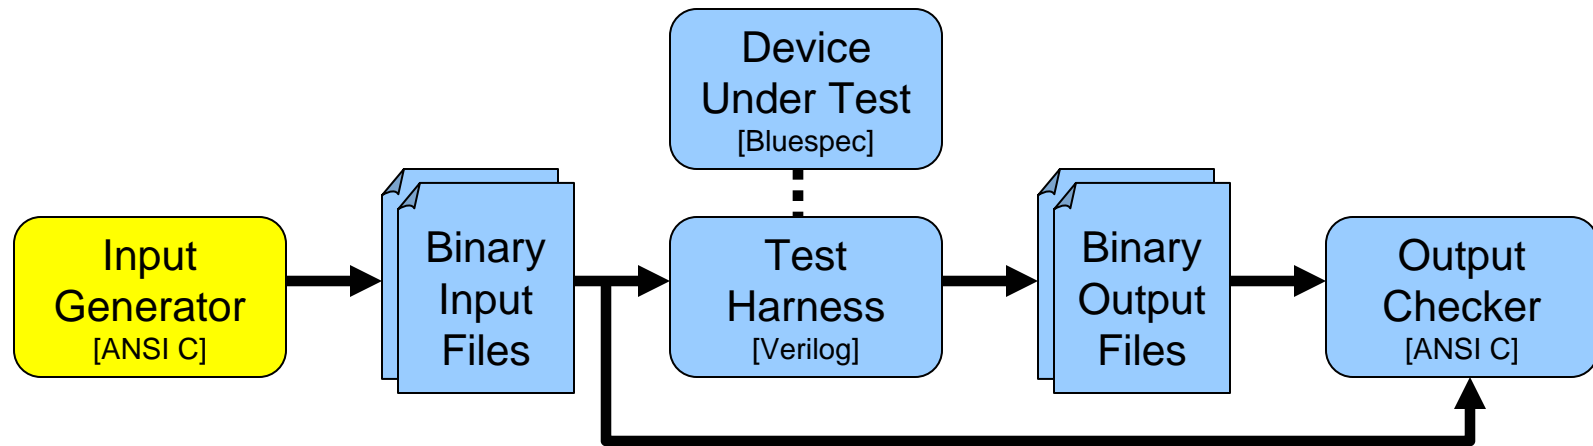 Device
Under Test
[Bluespec]
Input
Generator
[ANSI C]
Binary
Input
Files
Test
Harness
[Verilog]
Binary
Output
Files
Output
Checker
[ANSI C]